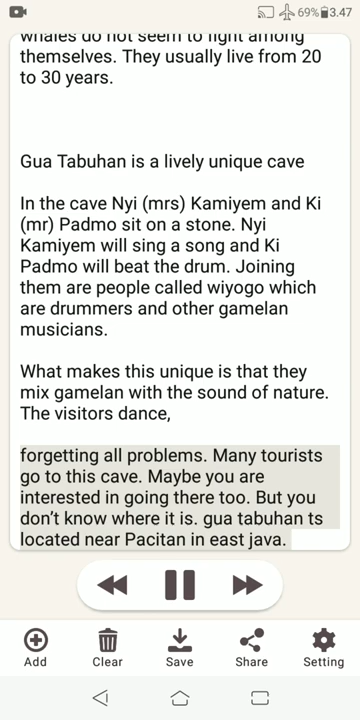 69% 3.47
whales do not seem to fight among
themselves. They usually live from 20
to 30 years.
Gua Tabuhan is a lively unique cave
In the cave Nyi (mrs) Kamiyem and Ki
(mr) Padmo sit on a stone. Nyi
Kamiyem will sing a song and Ki
Padmo will beat the drum. Joining
them are people called wiyogo which
are drummers and other gamelan
musicians.
What makes this unique is that they
mix gamelan with the sound of nature.
The visitors dance,
forgetting all problems. Many tourists
go to this cave. Maybe you are
interested in going there too. But you
don’t know where it is. gua tabuhan ts
located near Pacitan in east java.
Add Clear Save Share Setting